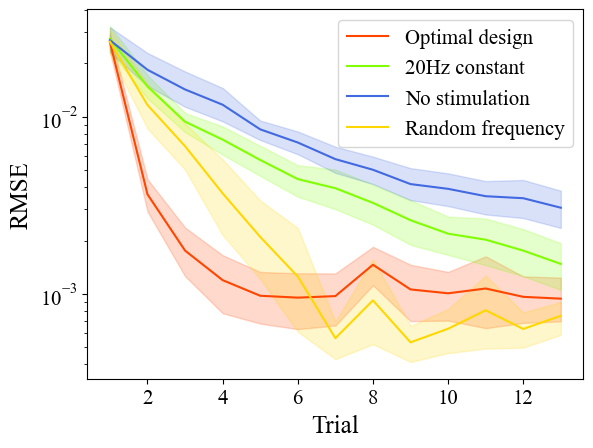 Optimal design
20Hz constant
No stimulation
Random frequency
10⁻²
10⁻³
RMSE
2 4 6 8 10 12
Trial